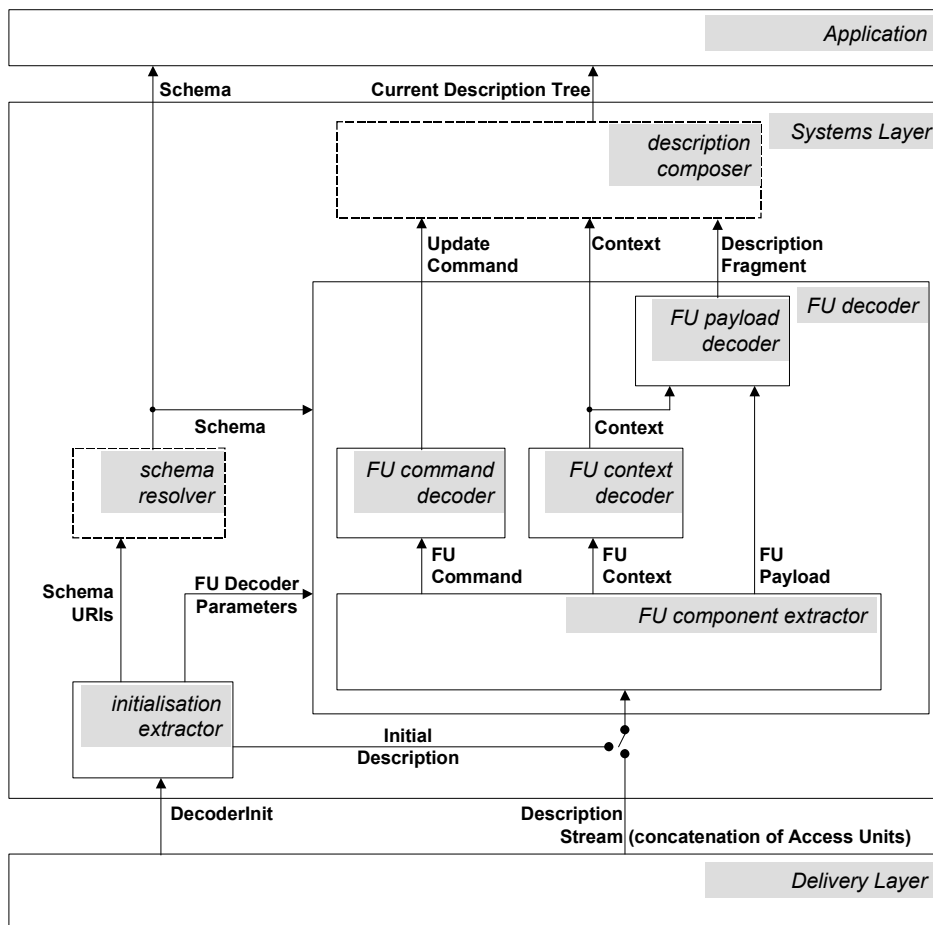 Application
Schema
Current Description Tree
Systems Layer
description
composer
Update
Command
Context
Description
Fragment
FU decoder
FU payload
decoder
Schema
Context
schema
resolver
FU command
decoder
FU context
decoder
Schema
URIs
FU Decoder
Parameters
FU
Command
FU
Context
FU
Payload
FU component extractor
initialisation
extractor
Initial
Description
DecoderInit
Description
Stream (concatenation of Access Units)
Delivery Layer